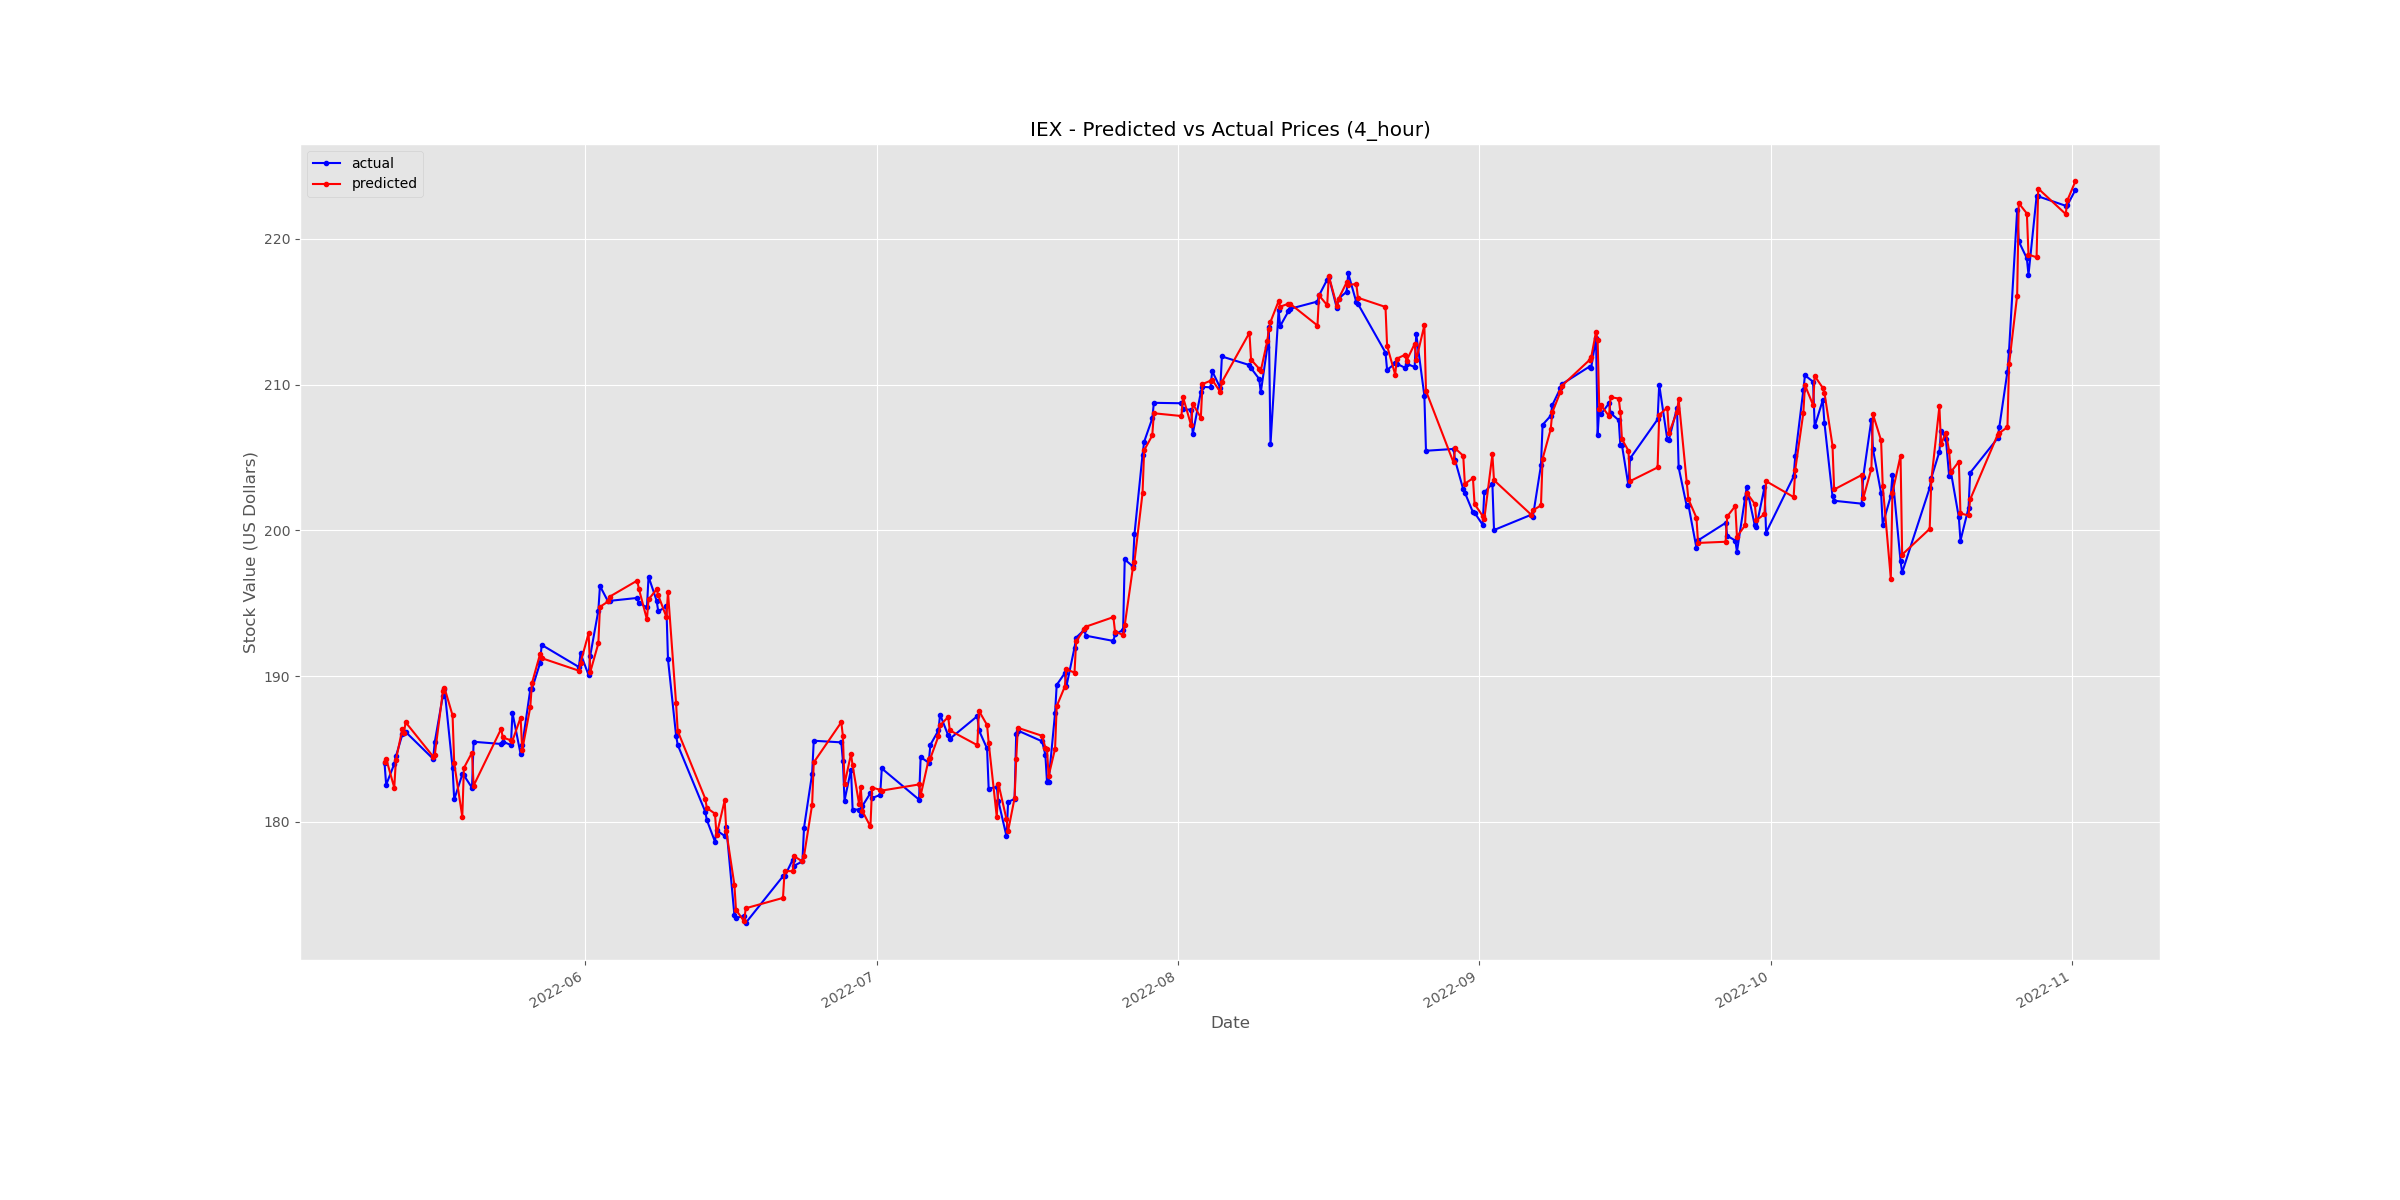 IEX - Predicted vs Actual Prices (4_hour)
actual
predicted
220
210
200
190
180
Stock Value (US Dollars)
2022-06
2022-07
2022-08
2022-09
2022-10
2022-11
Date